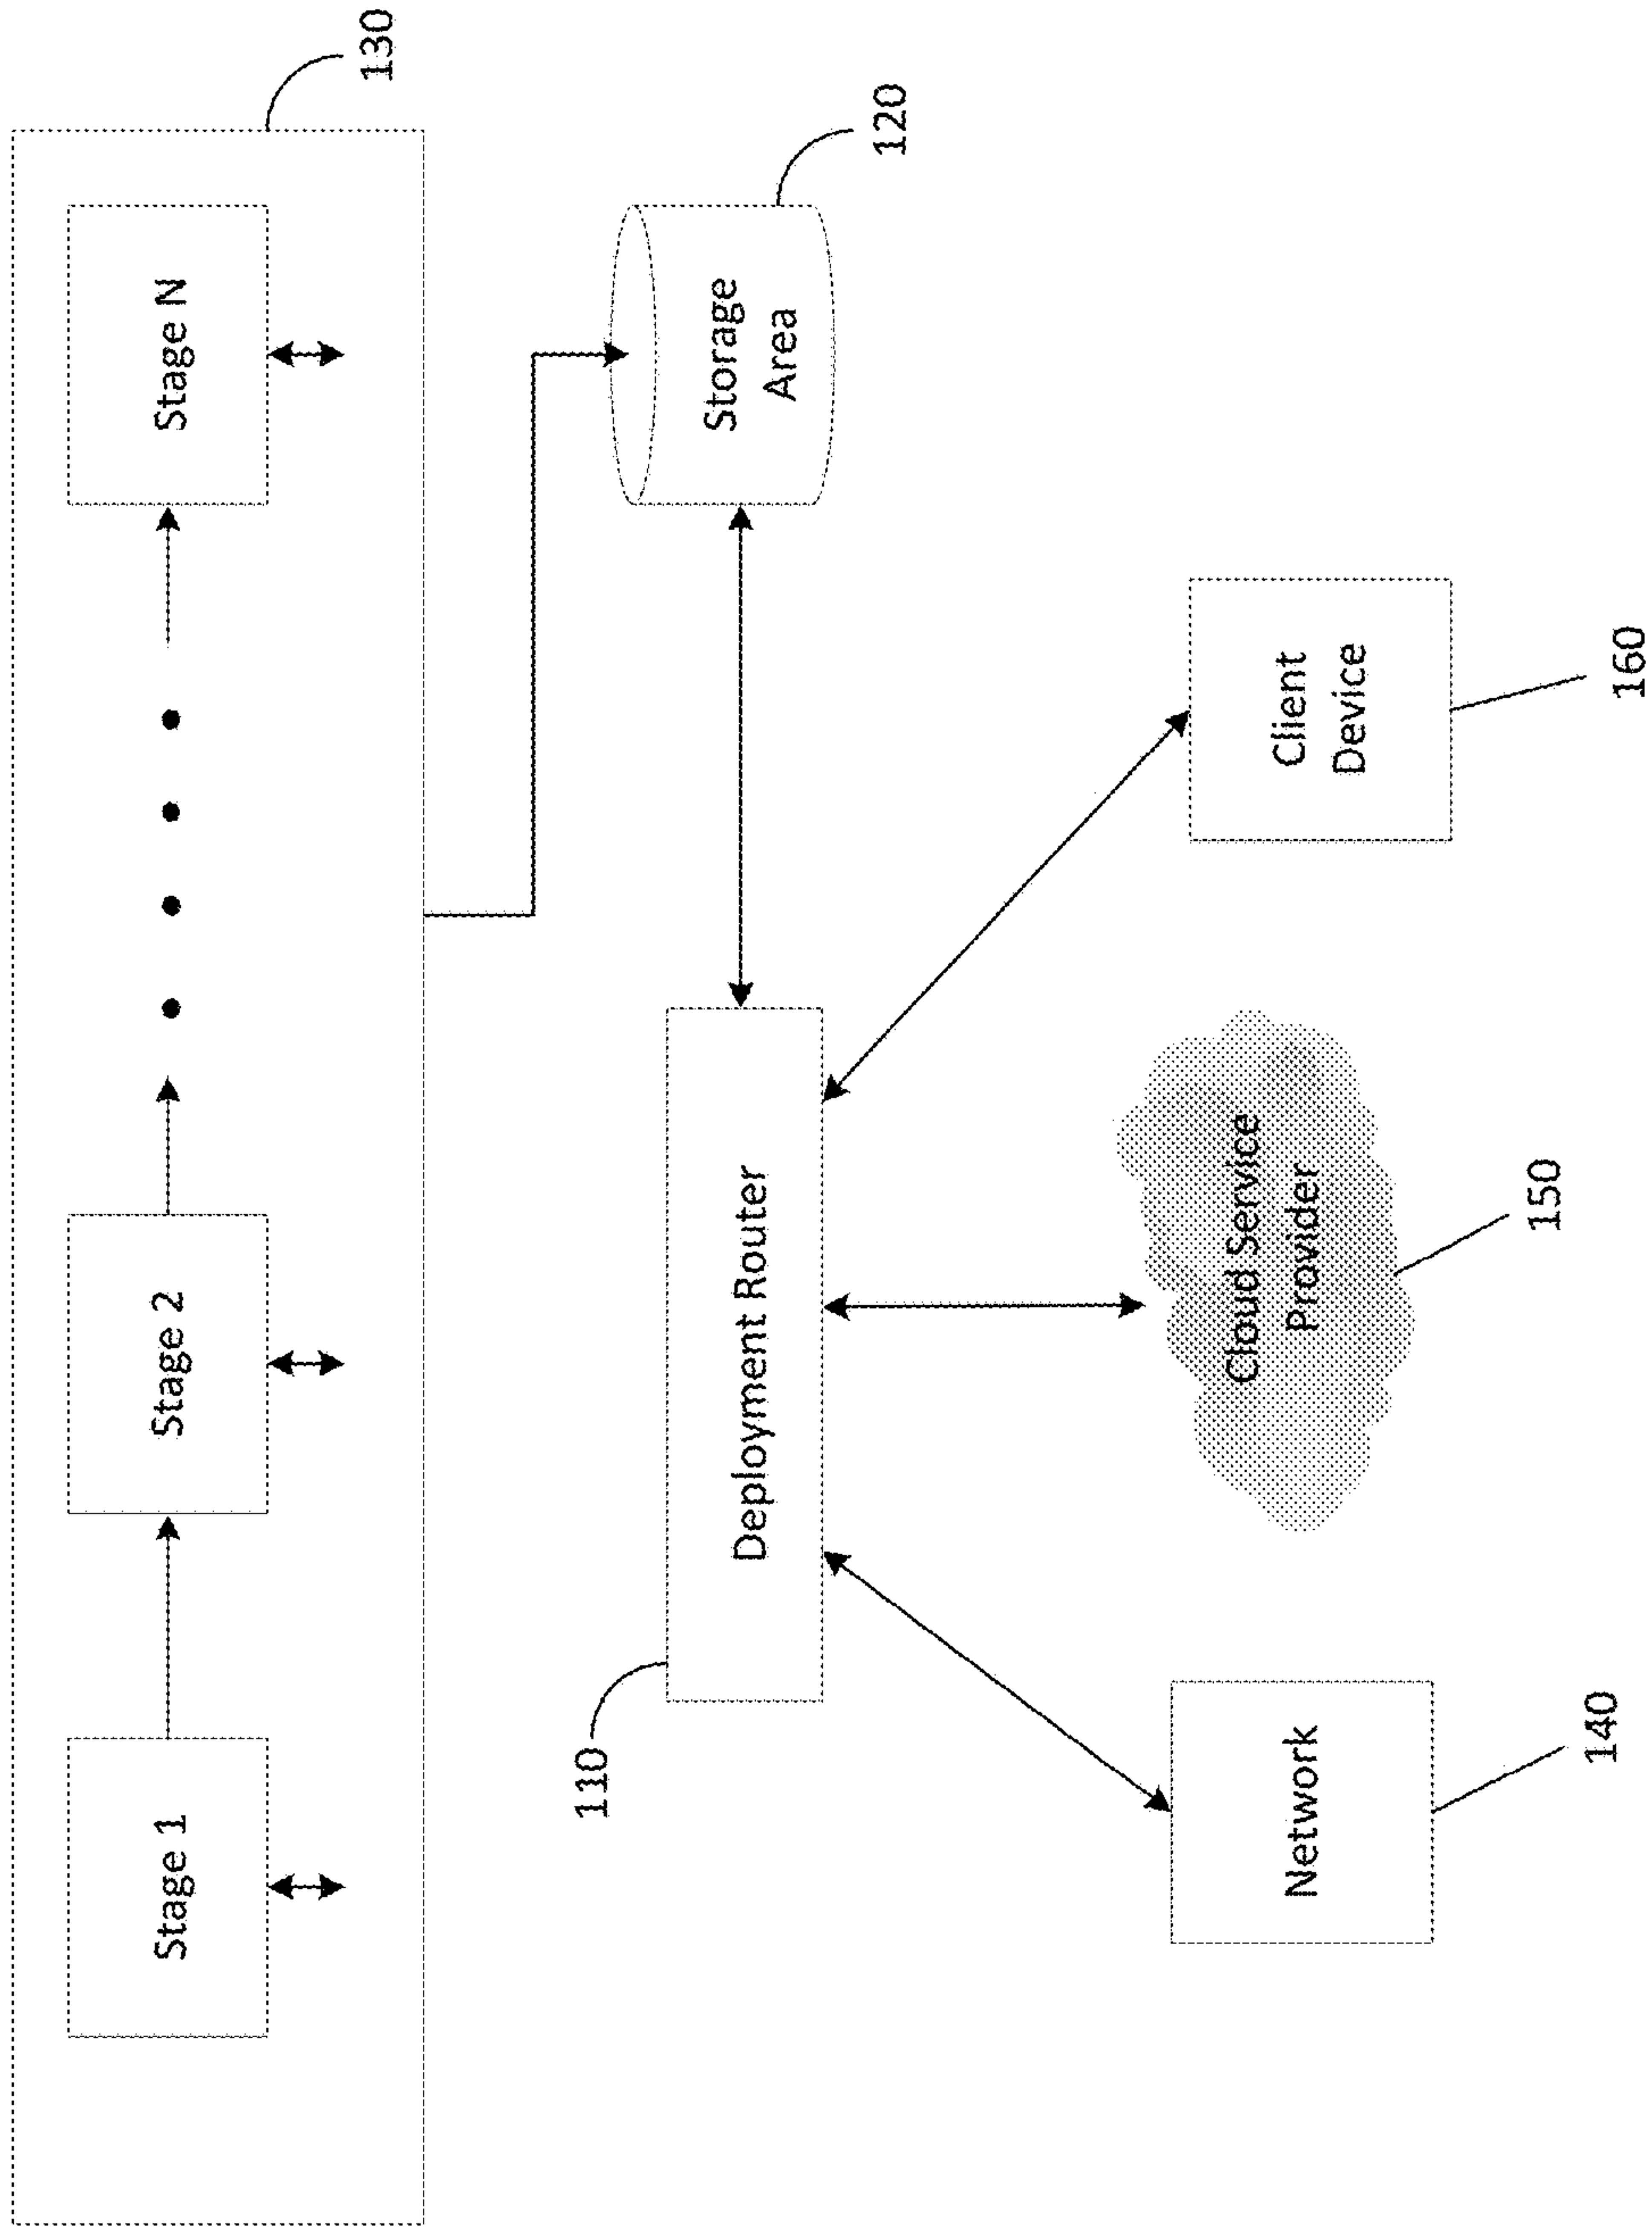 130
Stage 1
Stage 2
Stage N
120
Storage
Area
110
Deployment Router
Network
140
Cloud Service
Provider
150
Client
Device
160